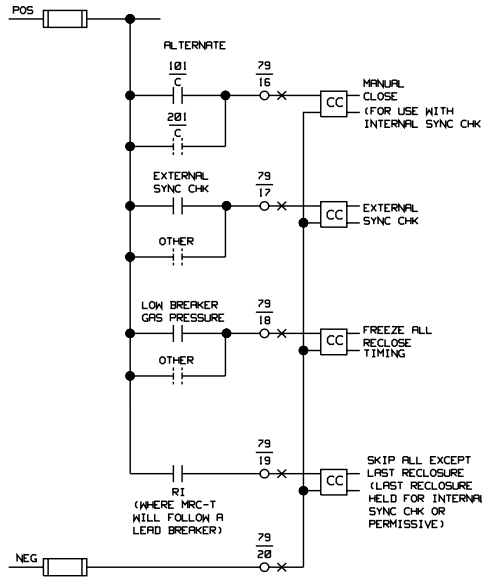 POS
ALTERNATE
101
C
79
16
MANUAL
CLOSE
(FOR USE WITH
INTERNAL SYNC CHK
CC
201
C
EXTERNAL
SYNC CHK
79
17
CC
EXTERNAL
SYNC CHK
OTHER
LOW BREAKER
GAS PRESSURE
79
18
CC
FREEZE ALL
RECLOSE
TIMING
OTHER
79
19
CC
SKIP ALL EXCEPT
LAST RECLOSURE
(LAST RECLOSURE
HELD FOR INTERNAL
SYNC CHK OR
PERMISSIVE)
RI
(WHERE MRC-T
WILL FOLLOW A
LEAD BREAKER)
NEG
79
20